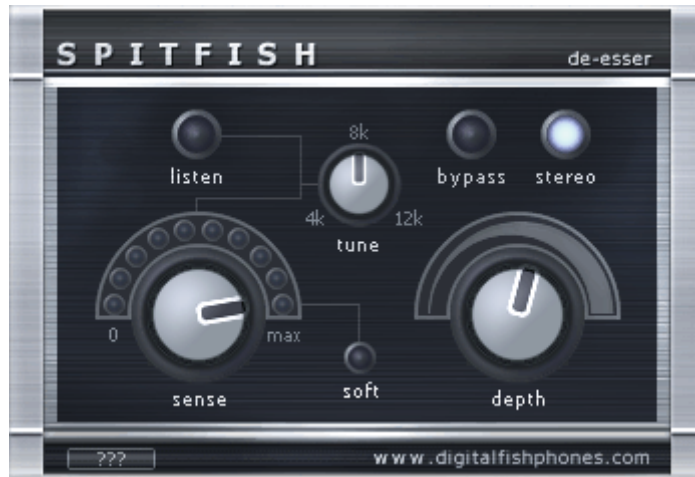 SPITFISH
de-esser
8k
listen
bypass
stereo
4k
12k
tune
0
max
sense
soft
depth
???
www.digitalfishphones.com